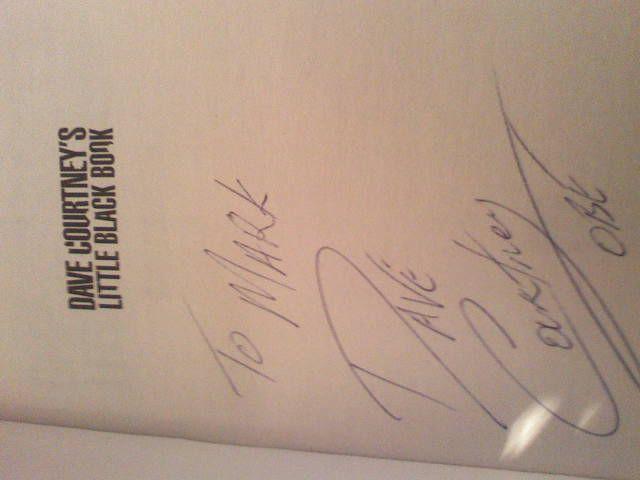 DAVE COURTNEY'S
LITTLE BLACK BOOK
To MARK
DAVE
Courtney
OBE